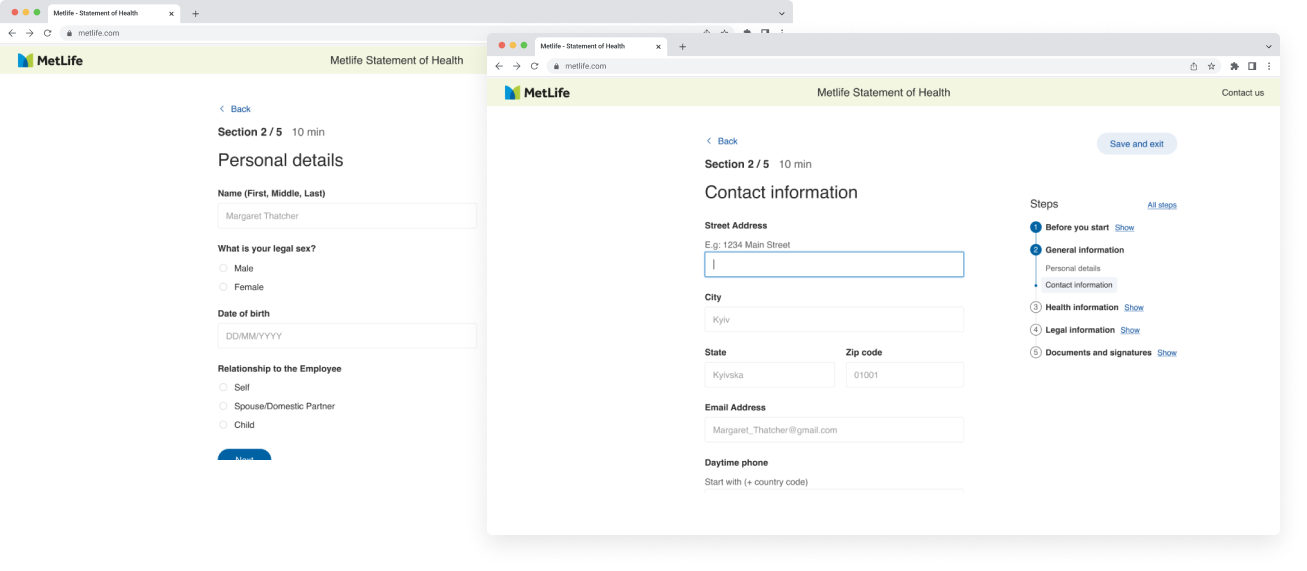 Metlife - Statement of Health
metlife.com
MetLife
Metlife Statement of Health
Back
Section 2 / 5 10 min
Personal details
Name (First, Middle, Last)
Margaret Thatcher
What is your legal sex?
Male
Female
Date of birth
DD/MM/YYYY
Relationship to the Employee
Self
Spouse/Domestic Partner
Child
Next
Metlife - Statement of Health
metlife.com
MetLife
Metlife Statement of Health
Contact us
Back
Save and exit
Section 2 / 5 10 min
Contact information
Street Address
E.g: 1234 Main Street
City
Kyiv
State Zip code
Kyivska 01001
Email Address
Margaret_Thatcher@gmail.com
Daytime phone
Start with (+ country code)
Steps All steps
1 Before you start Show
2 General information
Personal details
Contact information
3 Health information Show
4 Legal information Show
5 Documents and signatures Show